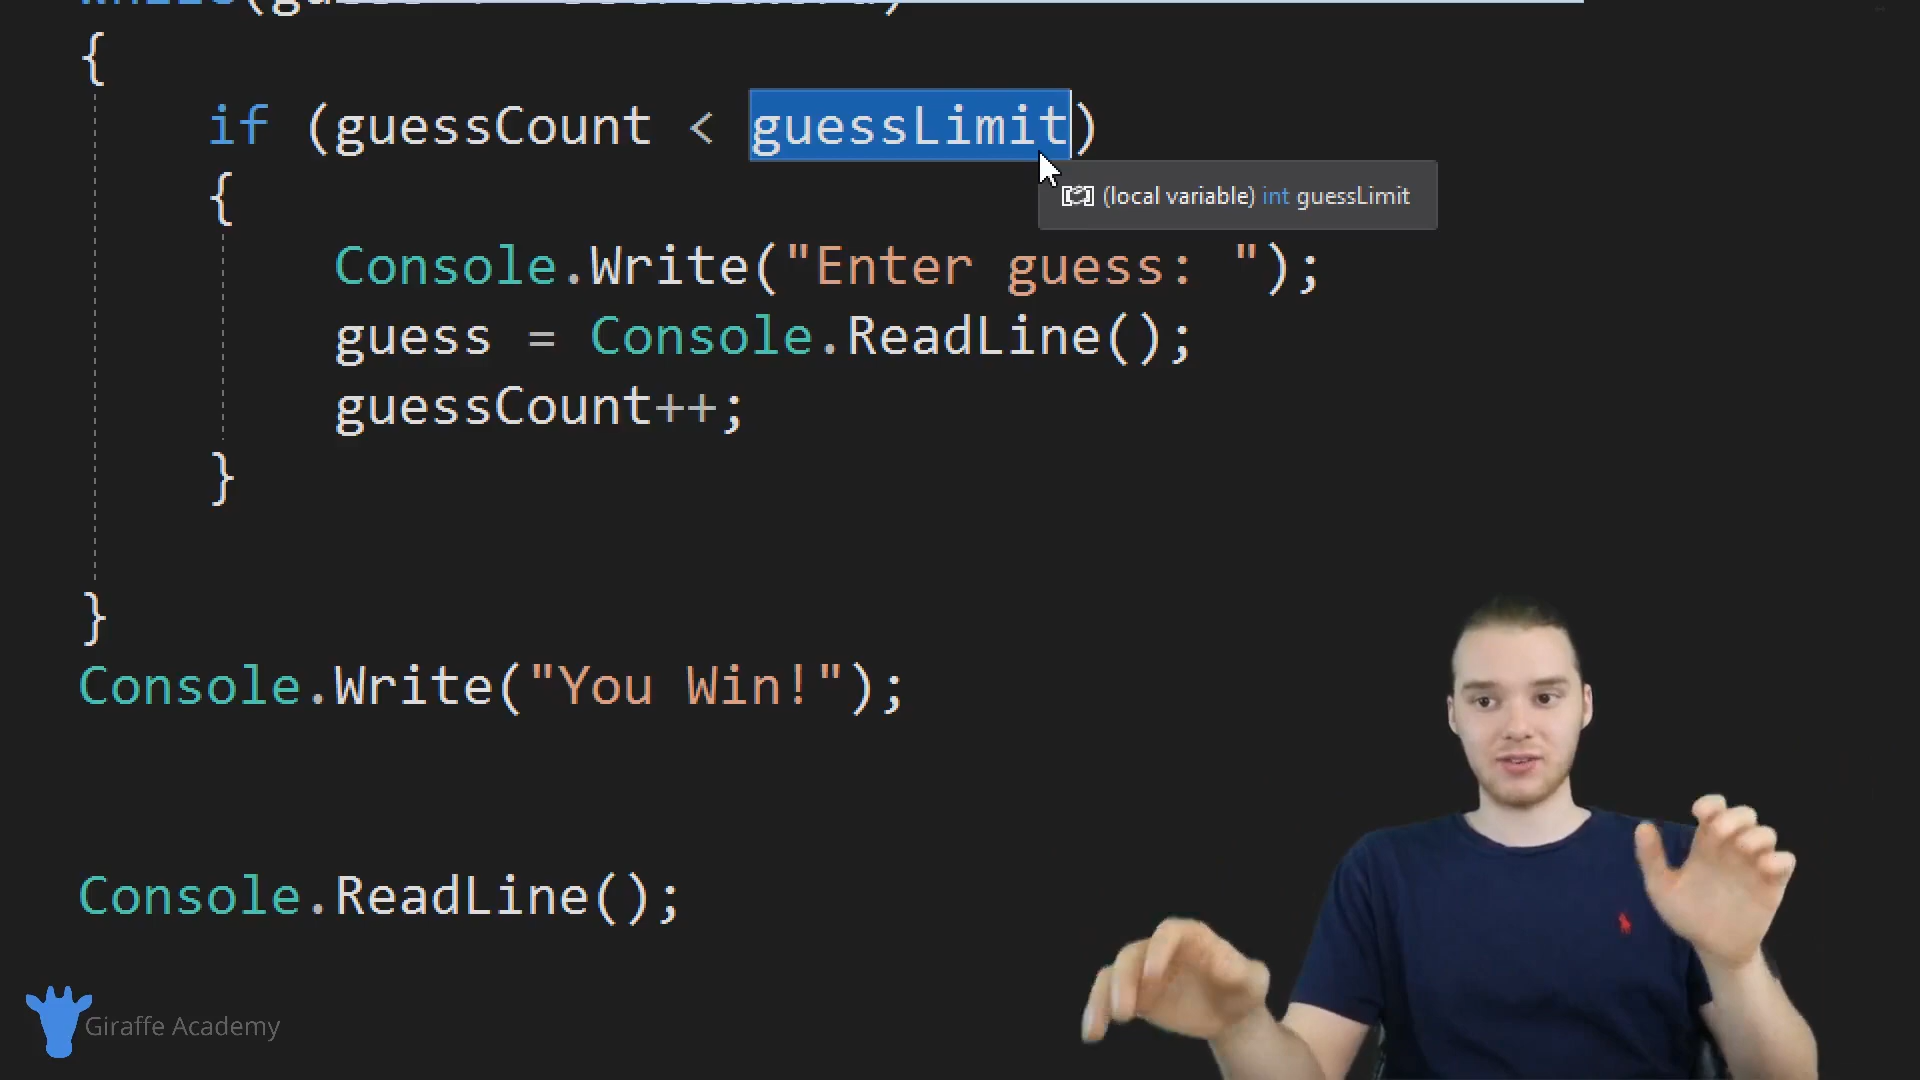 {
if (guessCount < guessLimit)
(local variable) int guessLimit
{
Console.Write("Enter guess: ");
guess = Console.ReadLine();
guessCount++;
}
}
Console.Write("You Win!");
Console.ReadLine();
Giraffe Academy